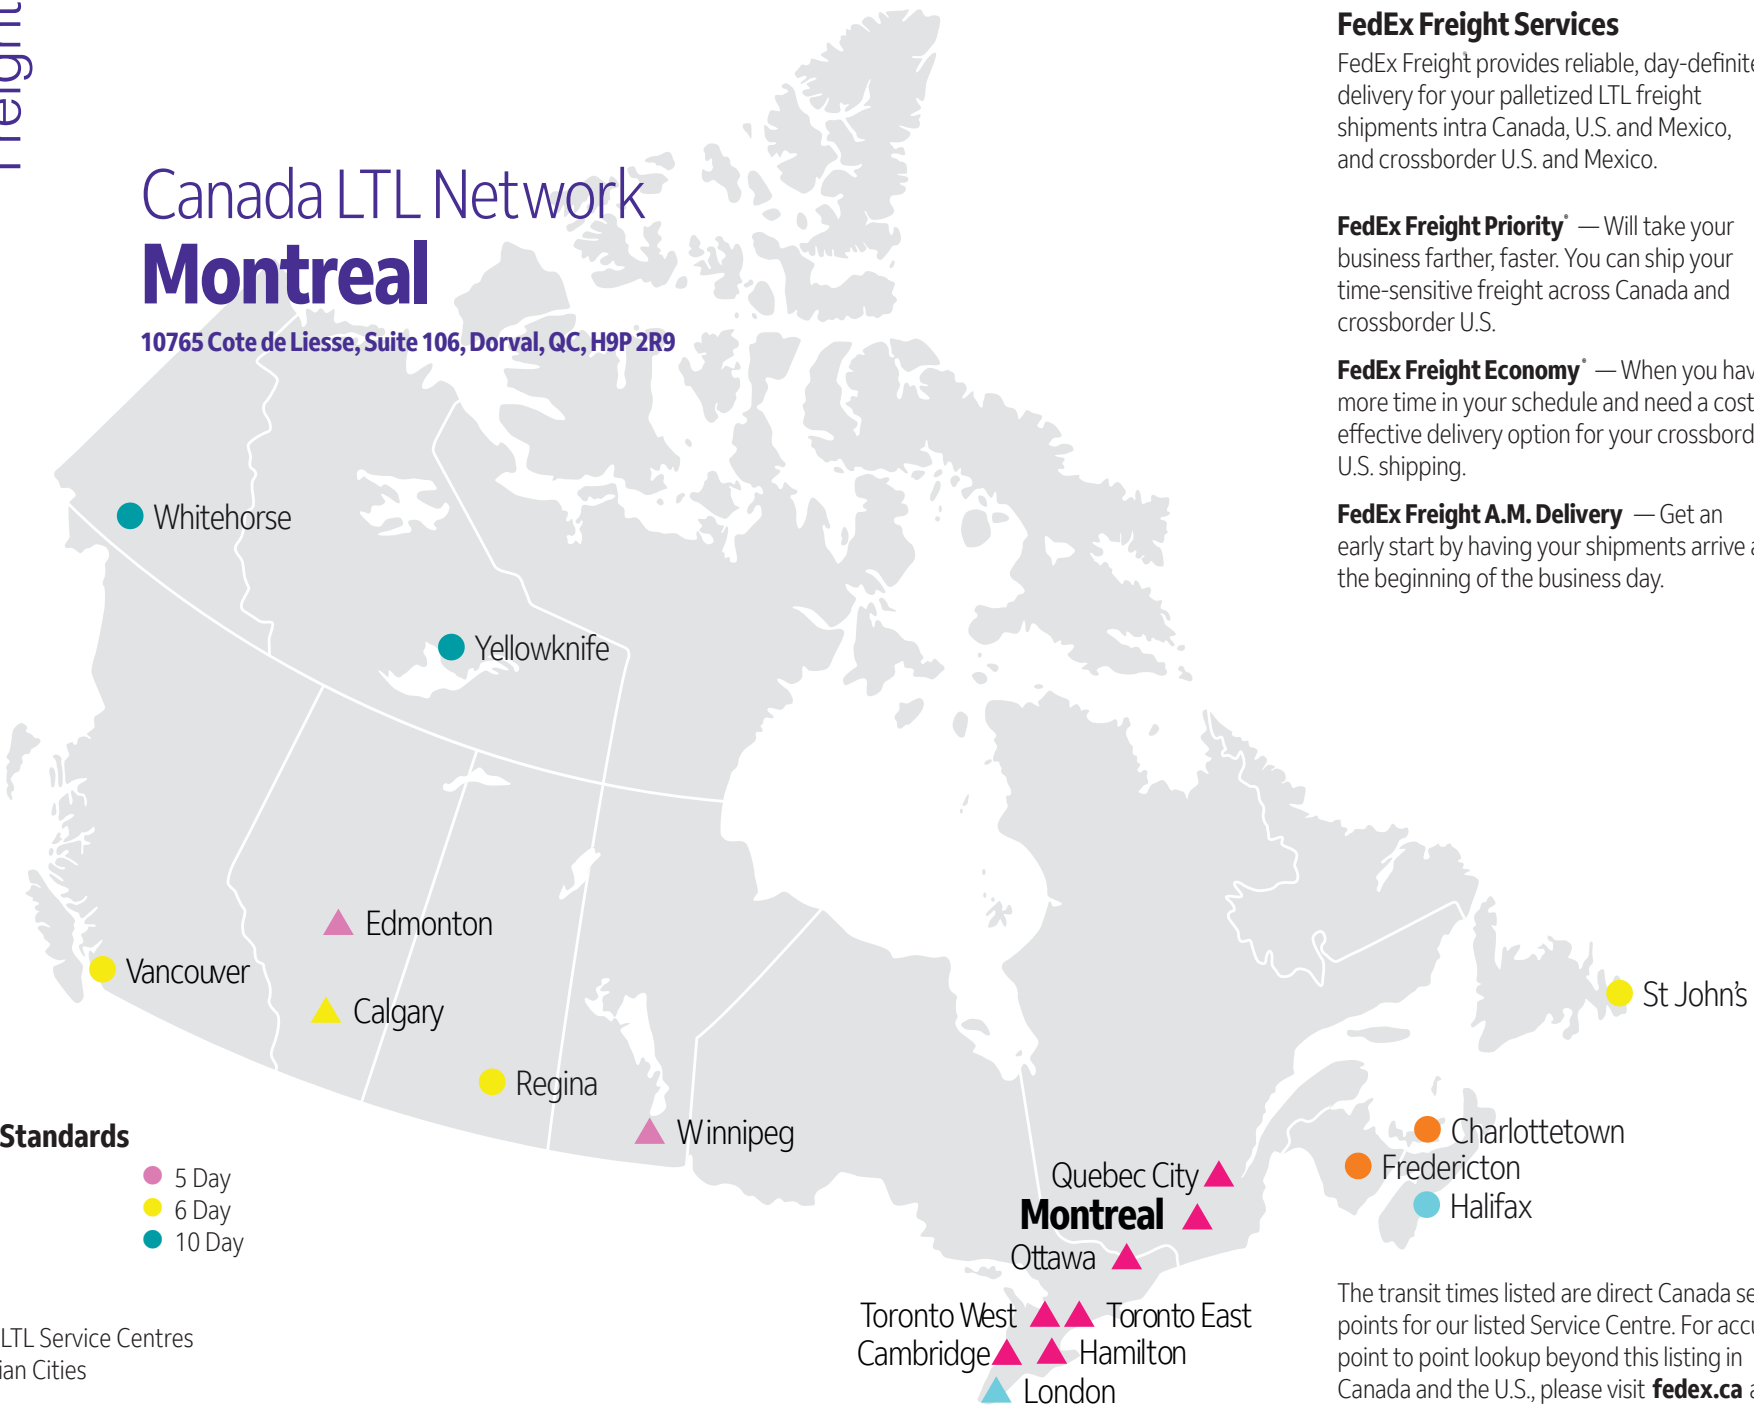 Freight
Canada LTL Network
Montreal
10765 Cote de Liesse, Suite 106, Dorval, QC, H9P 2R9
FedEx Freight Services
FedEx Freight provides reliable, day-definite
delivery for your palletized LTL freight
shipments intra Canada, U.S. and Mexico,
and crossborder U.S. and Mexico.
FedEx Freight Priority® — Will take your
business farther, faster. You can ship your
time-sensitive freight across Canada and
crossborder U.S.
FedEx Freight Economy® — When you hav
more time in your schedule and need a cost
effective delivery option for your crossbord
U.S. shipping.
FedEx Freight A.M. Delivery — Get an
early start by having your shipments arrive a
the beginning of the business day.
Whitehorse
Yellowknife
Edmonton
Vancouver
Calgary
Regina
Winnipeg
St John's
Charlottetown
Fredericton
Halifax
Quebec City
Montreal
Ottawa
Toronto West
Toronto East
Cambridge
Hamilton
London
Standards
5 Day
6 Day
10 Day
LTL Service Centres
ian Cities
The transit times listed are direct Canada se
points for our listed Service Centre. For accu
point to point lookup beyond this listing in
Canada and the U.S., please visit fedex.ca a